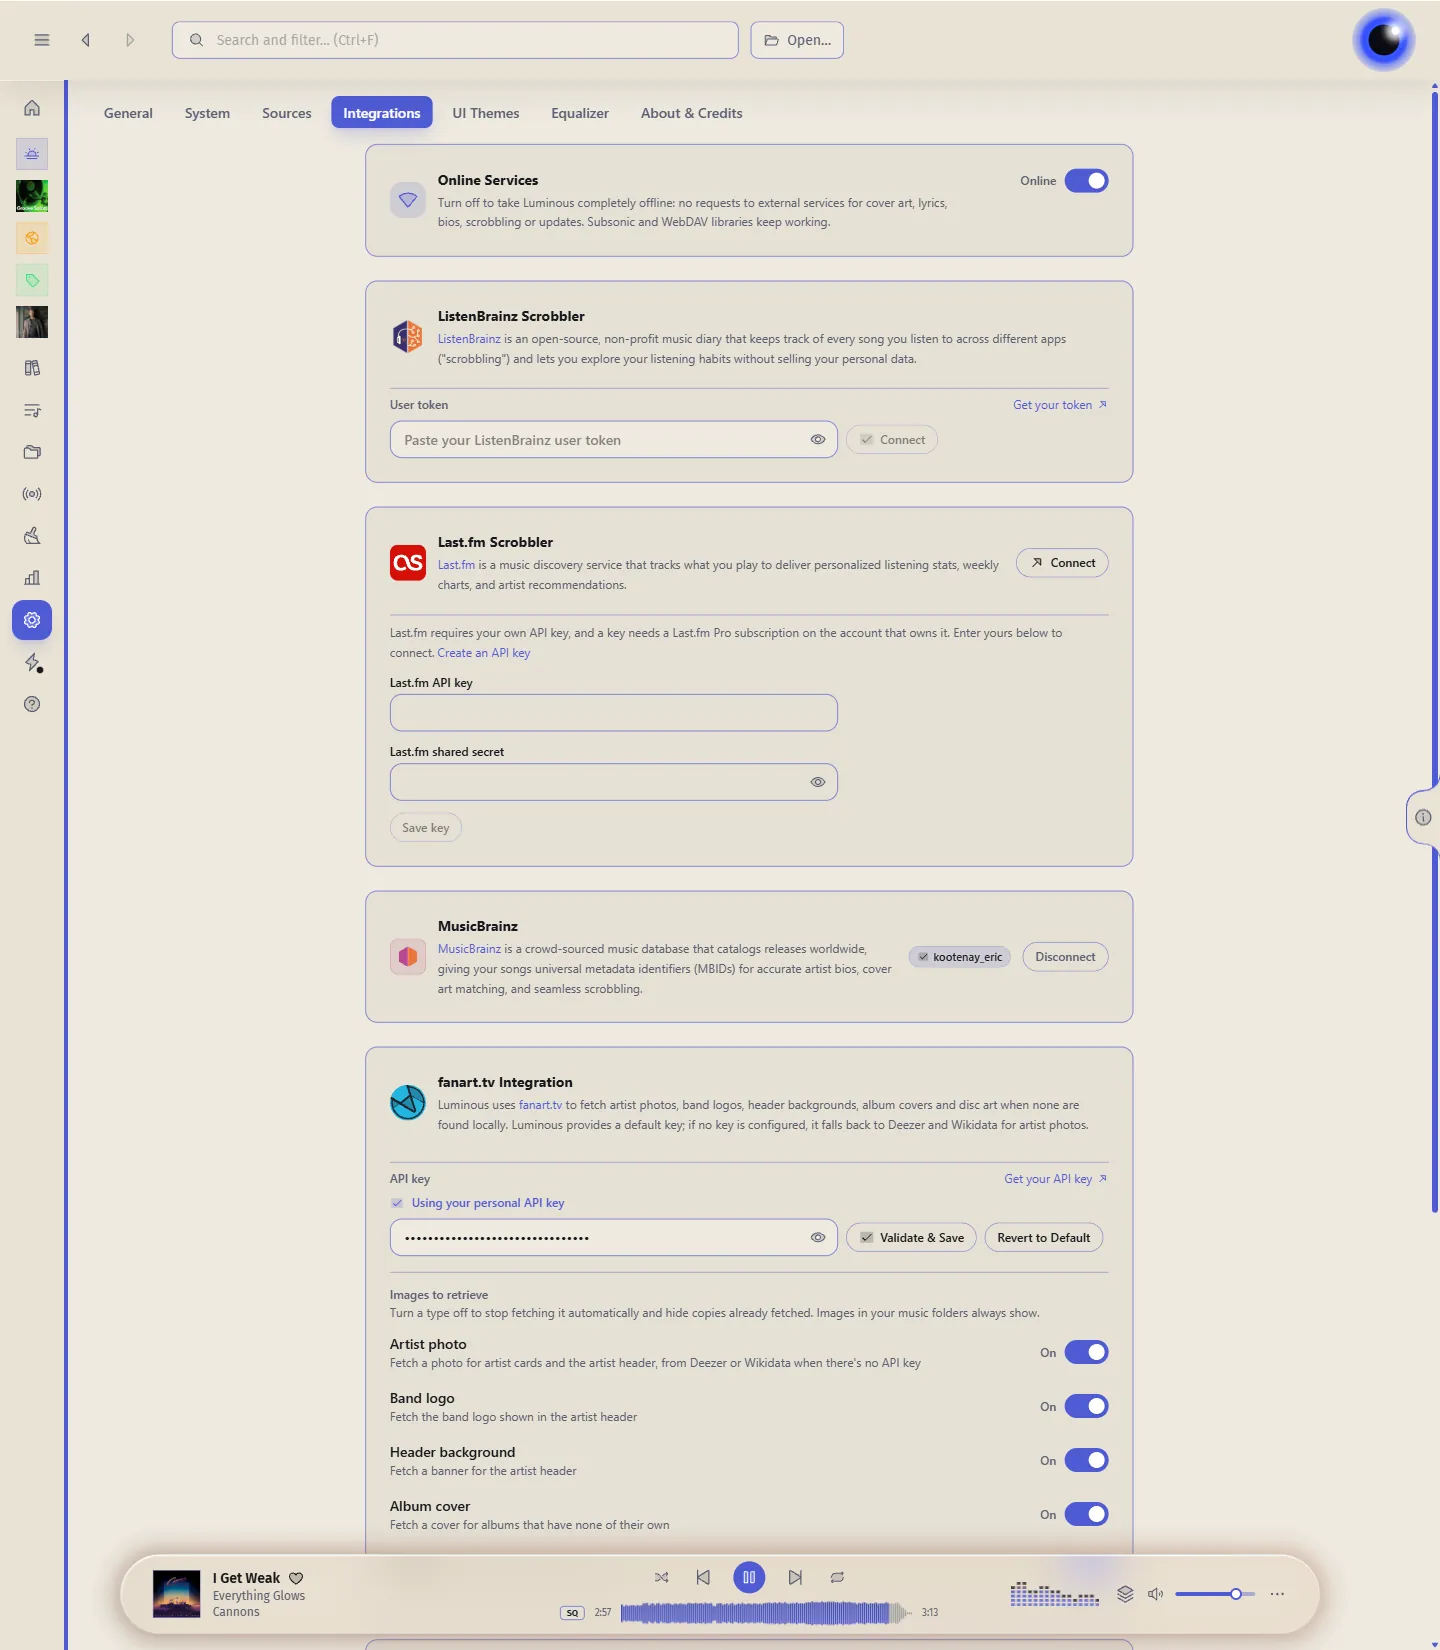 Search and filter... (Ctrl+F)
Open...
General
System
Sources
Integrations
UI Themes
Equalizer
About & Credits
Online Services
Turn off to take Luminous completely offline: no requests to external services for cover art, lyrics,
bios, scrobbling or updates. Subsonic and WebDAV libraries keep working.
Online
ListenBrainz Scrobbler
ListenBrainz is an open-source, non-profit music diary that keeps track of every song you listen to across different apps
("scrobbling") and lets you explore your listening habits without selling your personal data.
User token
Get your token
Paste your ListenBrainz user token
Connect
Last.fm Scrobbler
Last.fm is a music discovery service that tracks what you play to deliver personalized listening stats, weekly
charts, and artist recommendations.
Connect
Last.fm requires your own API key, and a key needs a Last.fm Pro subscription on the account that owns it. Enter yours below to
connect. Create an API key
Last.fm API key
Last.fm shared secret
Save key
MusicBrainz
MusicBrainz is a crowd-sourced music database that catalogs releases worldwide,
giving your songs universal metadata identifiers (MBIDs) for accurate artist bios, cover
art matching, and seamless scrobbling.
kootenay_eric
Disconnect
fanart.tv Integration
Luminous uses fanart.tv to fetch artist photos, band logos, header backgrounds, album covers and disc art when none are
found locally. Luminous provides a default key; if no key is configured, it falls back to Deezer and Wikidata for artist photos.
API key
Get your API key
Using your personal API key
Validate & Save
Revert to Default
Images to retrieve
Turn a type off to stop fetching it automatically and hide copies already fetched. Images in your music folders always show.
Artist photo
Fetch a photo for artist cards and the artist header, from Deezer or Wikidata when there's no API key
On
Band logo
Fetch the band logo shown in the artist header
On
Header background
Fetch a banner for the artist header
On
Album cover
Fetch a cover for albums that have none of their own
On
I Get Weak
Everything Glows
Cannons
SQ
2:57
3:13